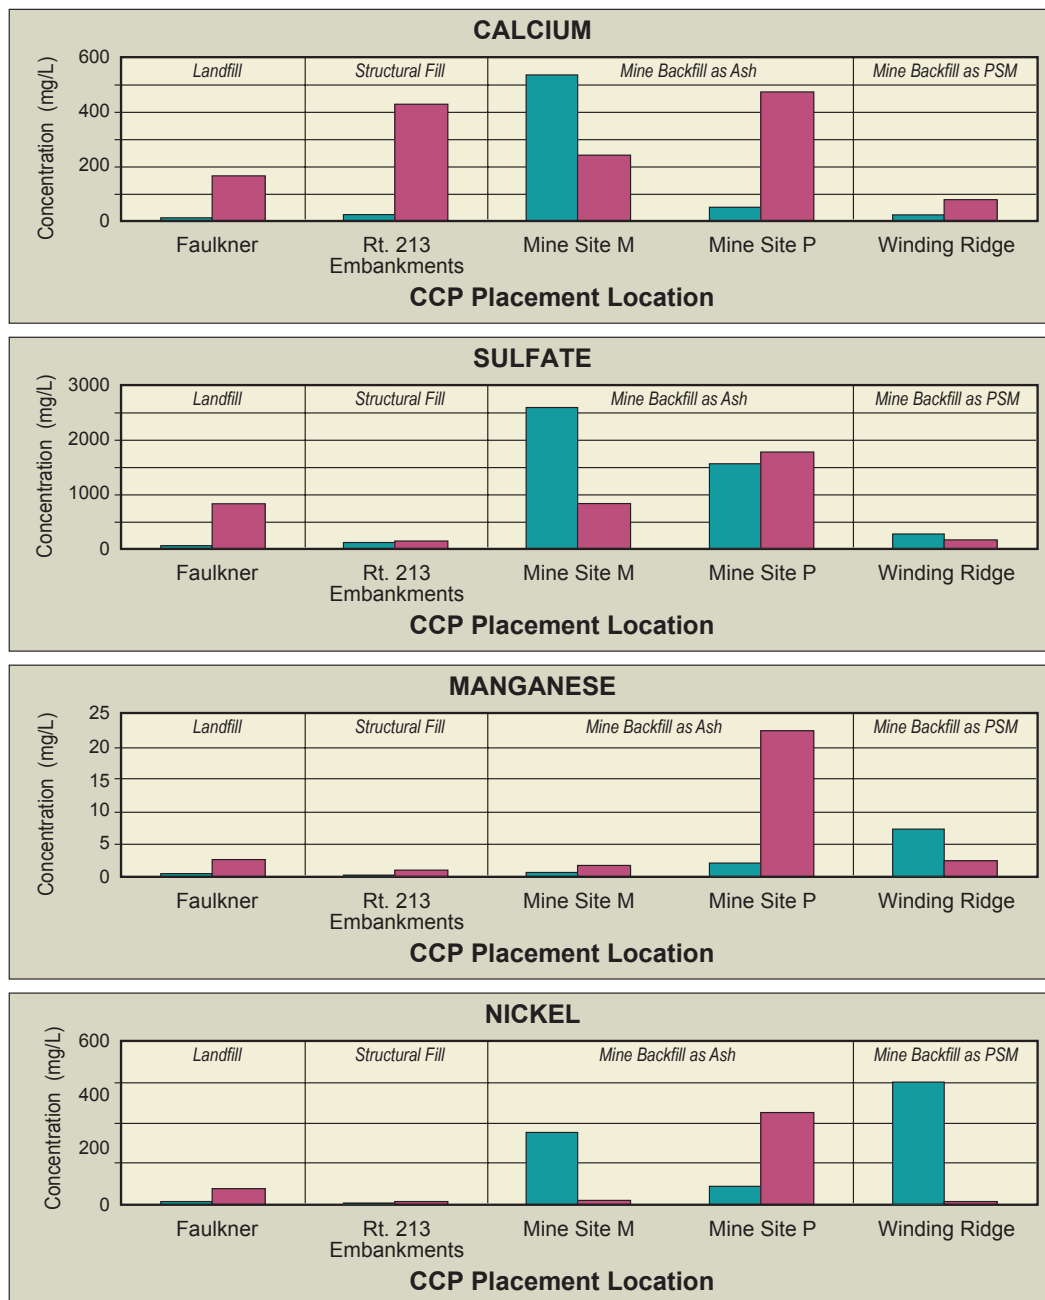 CALCIUM
Concentration (mg/L)
600
400
200
0
Landfill
Structural Fill
Mine Backfill as Ash
Mine Backfill as PSM
Faulkner
Rt. 213
Embankments
Mine Site M
Mine Site P
Winding Ridge
CCP Placement Location
SULFATE
Concentration (mg/L)
3000
2000
1000
0
Landfill
Structural Fill
Mine Backfill as Ash
Mine Backfill as PSM
Faulkner
Rt. 213
Embankments
Mine Site M
Mine Site P
Winding Ridge
CCP Placement Location
MANGANESE
Concentration (mg/L)
25
20
15
10
5
0
Landfill
Structural Fill
Mine Backfill as Ash
Mine Backfill as PSM
Faulkner
Rt. 213
Embankments
Mine Site M
Mine Site P
Winding Ridge
CCP Placement Location
NICKEL
Concentration (mg/L)
600
400
200
0
Landfill
Structural Fill
Mine Backfill as Ash
Mine Backfill as PSM
Faulkner
Rt. 213
Embankments
Mine Site M
Mine Site P
Winding Ridge
CCP Placement Location